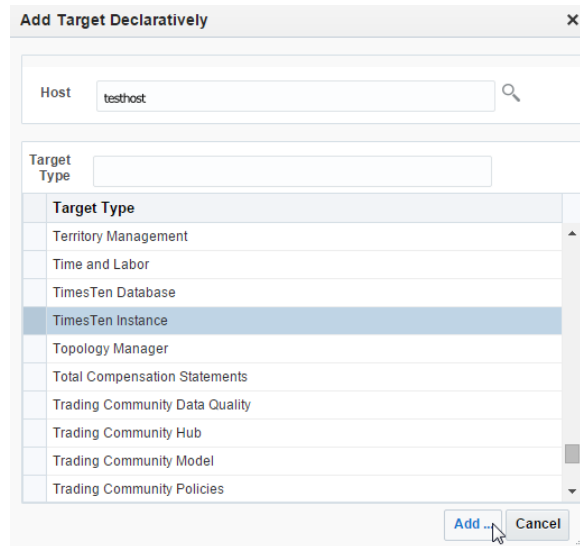 Add Target Declaratively
Host
testhost
Target
Type
Target Type
Territory Management
Time and Labor
TimesTen Database
TimesTen Instance
Topology Manager
Total Compensation Statements
Trading Community Data Quality
Trading Community Hub
Trading Community Model
Trading Community Policies
Add ... Cancel